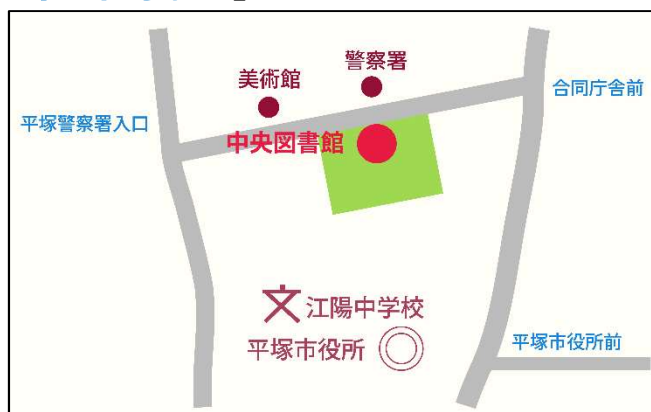 警察署
美術館
合同庁舎前
平塚警察署入口
中央図書館
文
江陽中学校
平塚市役所前
平塚市役所